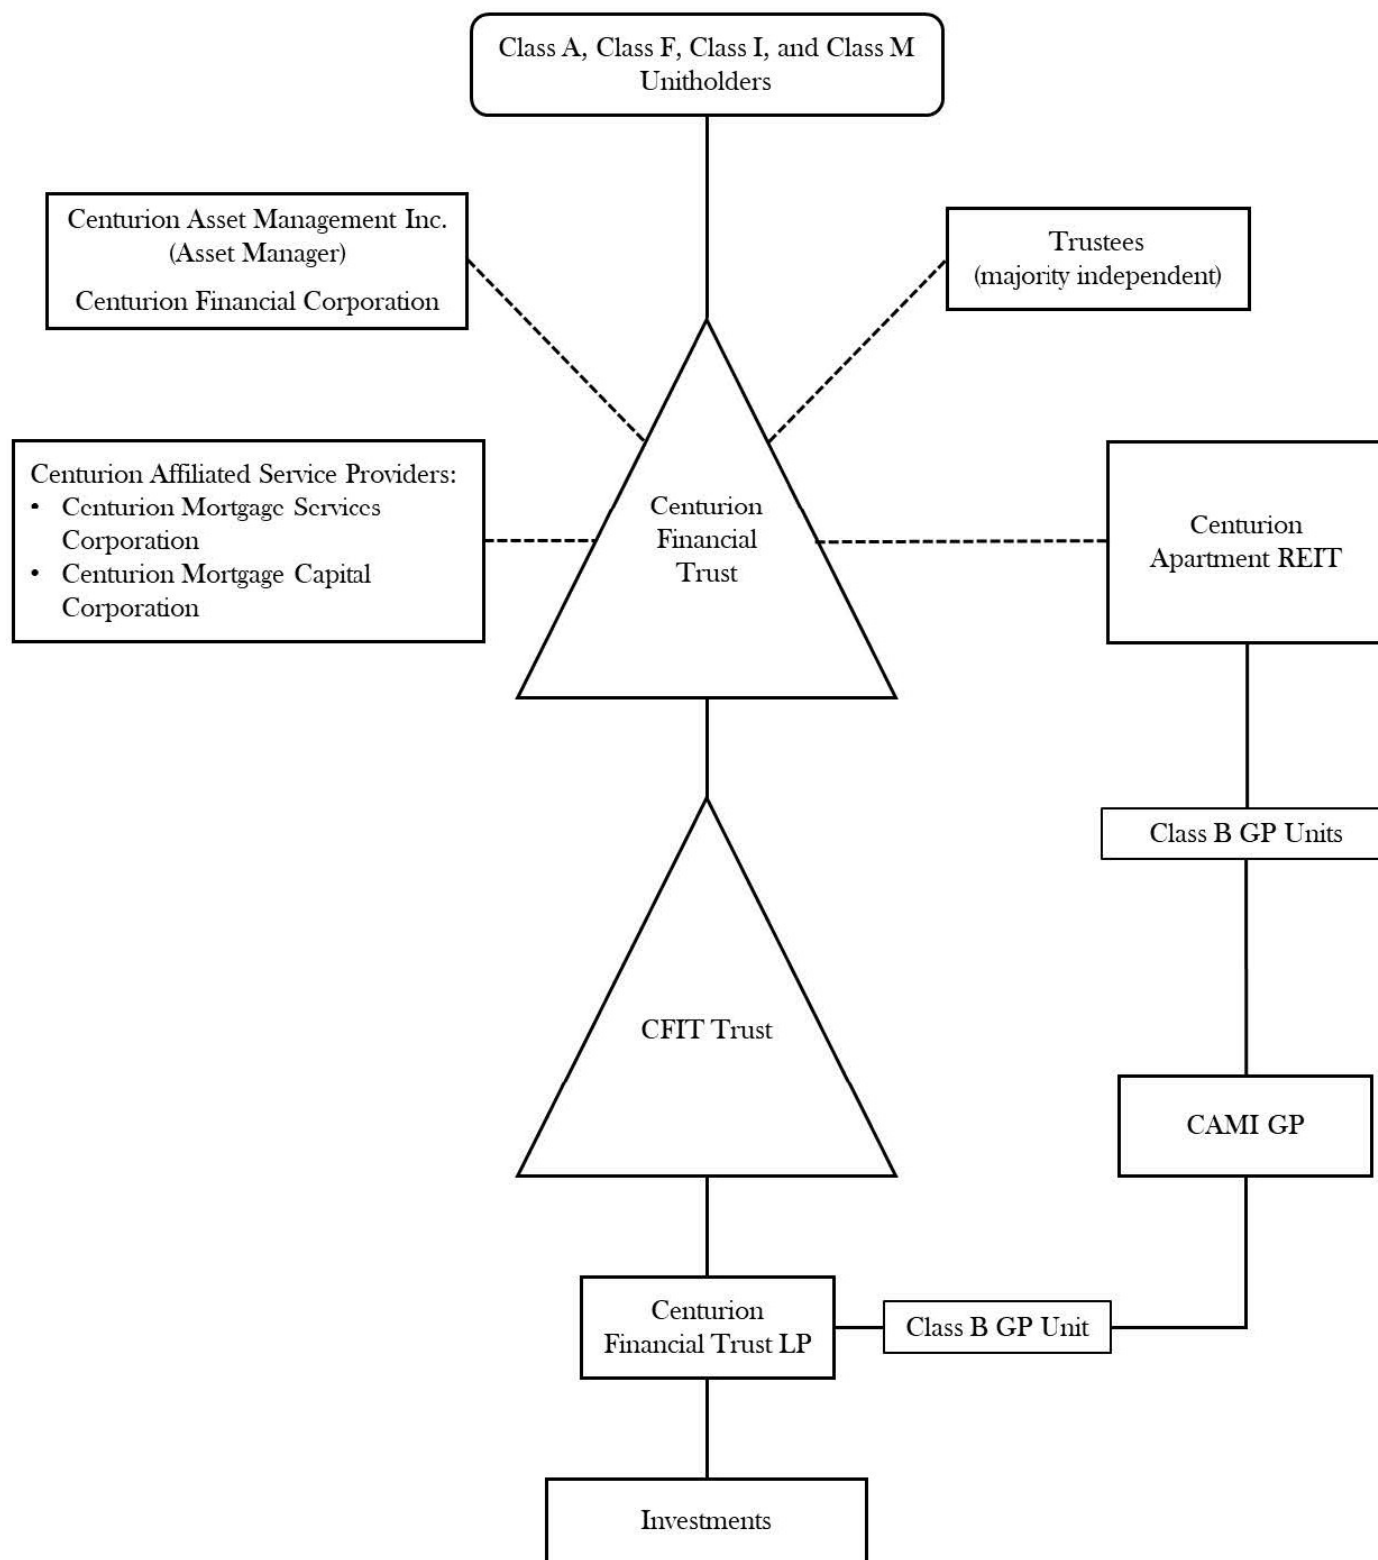 Class A, Class F, Class I, and Class M
Unitholders
Centurion Asset Management Inc.
(Asset Manager)
Centurion Financial Corporation
Trustees
(majority independent)
Centurion Affiliated Service Providers:
• Centurion Mortgage Services
Corporation
• Centurion Mortgage Capital
Corporation
Centurion
Financial
Trust
Centurion
Apartment REIT
Class B GP Units
CFIT Trust
CAMI GP
Centurion
Financial Trust LP
Class B GP Unit
Investments